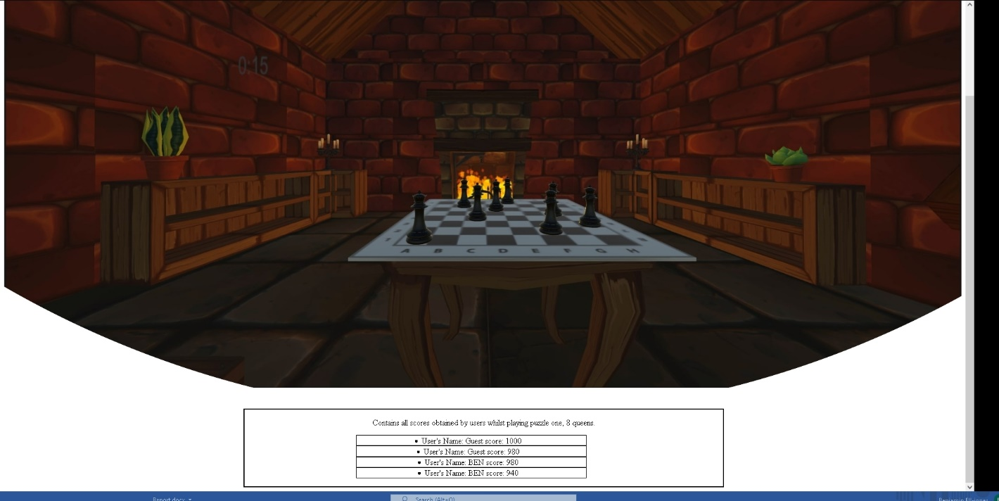 0:15
A B C D E F G H
Contains all scores obtained by users whilst playing puzzle one, 8 queens.
User's Name: Guest score: 1000
User's Name: Guest score: 980
User's Name: BEN score: 980
User's Name: BEN score: 940
Report.docx
Search (Alt+Q)
Benjamin